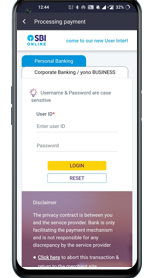 12:44
32%
Processing payment
SBI
ONLINE
come to our new User Interf
Personal Banking
Corporate Banking / yono BUSINESS
Username & Password are case
sensitive
User ID*
Enter user ID
Password
LOGIN
RESET
Disclaimer
The privacy contract is between you
and the service provider. Bank is only
facilitating the payment mechanism
and is not responsible for any
discrepancy by the service provider
Click here to abort this transaction &